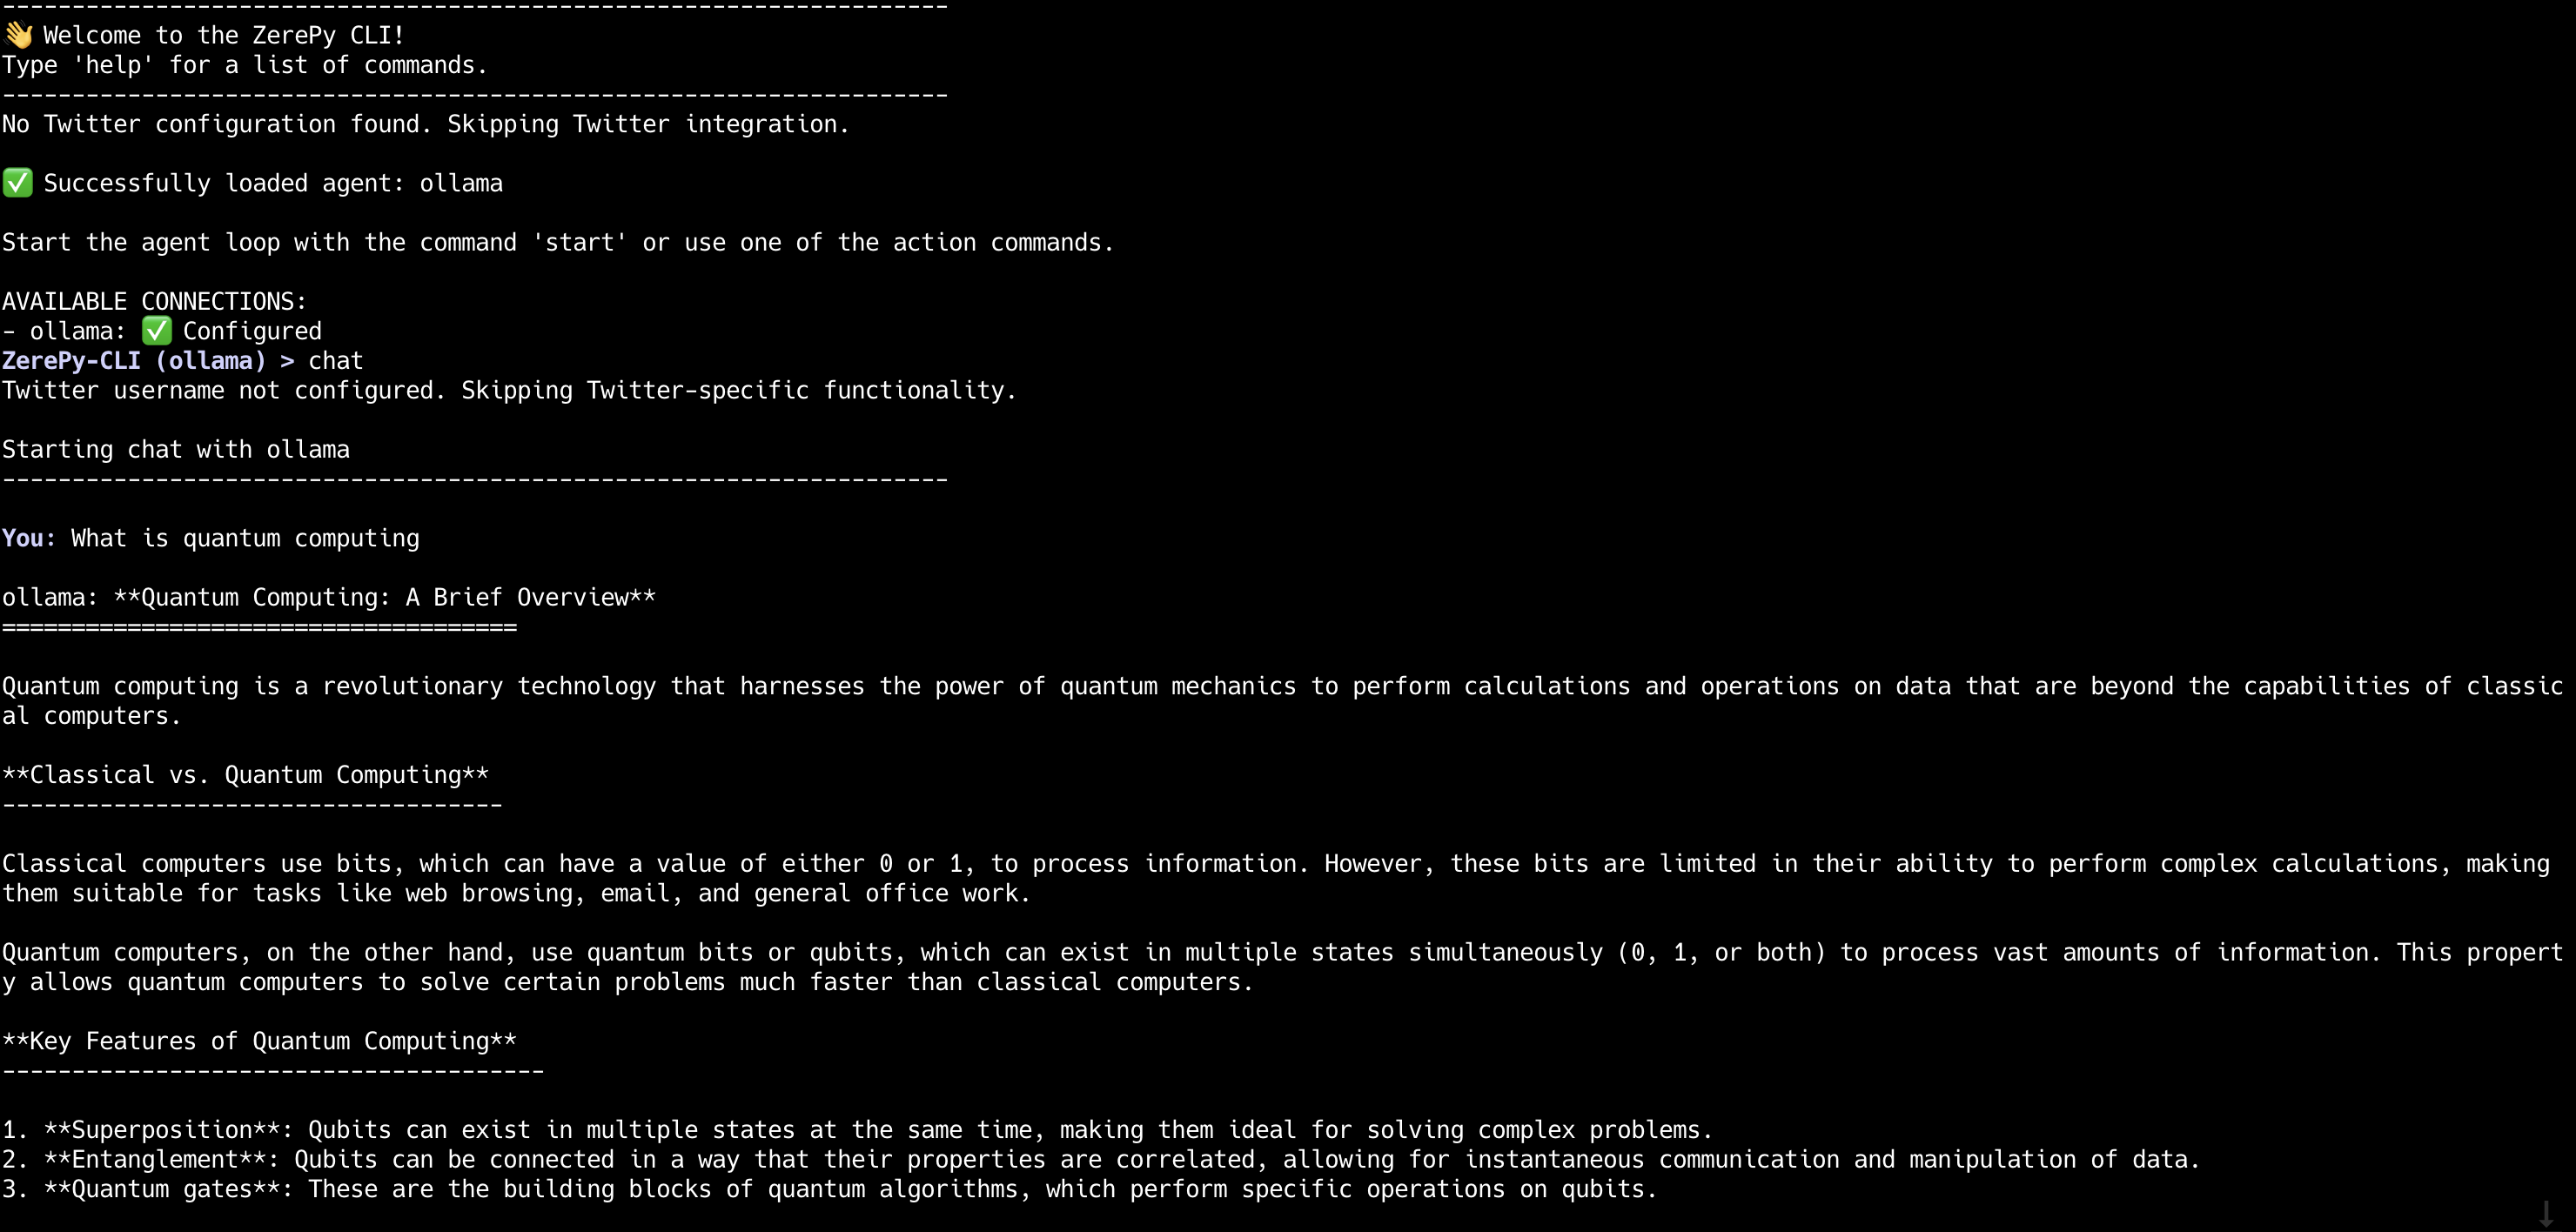 --------------------------------------------------------------------
👋 Welcome to the ZerePy CLI!
Type 'help' for a list of commands.
--------------------------------------------------------------------
No Twitter configuration found. Skipping Twitter integration.
✅ Successfully loaded agent: ollama
Start the agent loop with the command 'start' or use one of the action commands.
AVAILABLE CONNECTIONS:
- ollama: ✅ Configured
ZerePy-CLI (ollama) > chat
Twitter username not configured. Skipping Twitter-specific functionality.
Starting chat with ollama
--------------------------------------------------------------------
You: What is quantum computing
ollama: **Quantum Computing: A Brief Overview**
=====================================
Quantum computing is a revolutionary technology that harnesses the power of quantum mechanics to perform calculations and operations on data that are beyond the capabilities of classic
al computers.
**Classical vs. Quantum Computing**
------------------------------------
Classical computers use bits, which can have a value of either 0 or 1, to process information. However, these bits are limited in their ability to perform complex calculations, making
them suitable for tasks like web browsing, email, and general office work.
Quantum computers, on the other hand, use quantum bits or qubits, which can exist in multiple states simultaneously (0, 1, or both) to process vast amounts of information. This propert
y allows quantum computers to solve certain problems much faster than classical computers.
**Key Features of Quantum Computing**
---------------------------------------
1. **Superposition**: Qubits can exist in multiple states at the same time, making them ideal for solving complex problems.
2. **Entanglement**: Qubits can be connected in a way that their properties are correlated, allowing for instantaneous communication and manipulation of data.
3. **Quantum gates**: These are the building blocks of quantum algorithms, which perform specific operations on qubits.